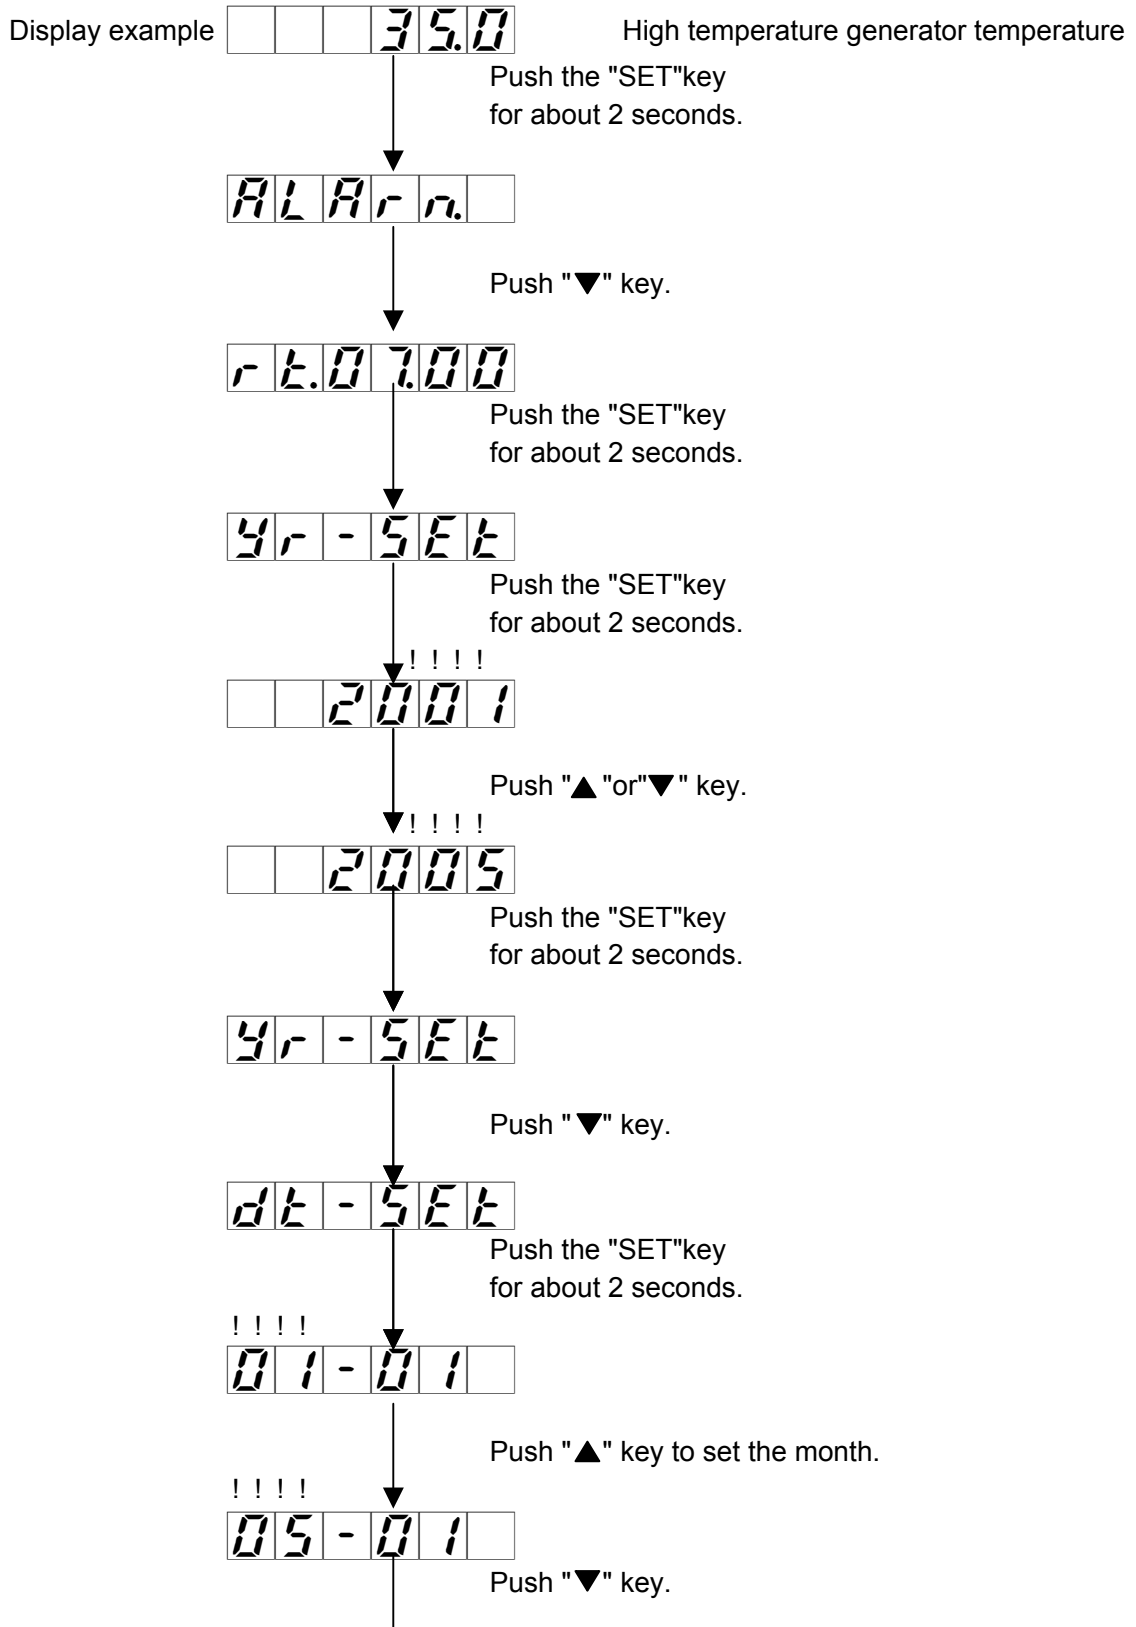 Display example 35.0 High temperature generator temperature
Push the "SET"key
for about 2 seconds.
ALArn.
Push "▼" key.
rt.07.00
Push the "SET"key
for about 2 seconds.
Yr-SEt
Push the "SET"key
for about 2 seconds.
! ! ! !
2001
Push "▲ "or"▼" key.
! ! ! !
2005
Push the "SET"key
for about 2 seconds.
Yr-SEt
Push "▼" key.
dt-SEt
Push the "SET"key
for about 2 seconds.
! ! ! !
01-01
Push "▲" key to set the month.
! ! ! !
05-01
Push "▼" key.